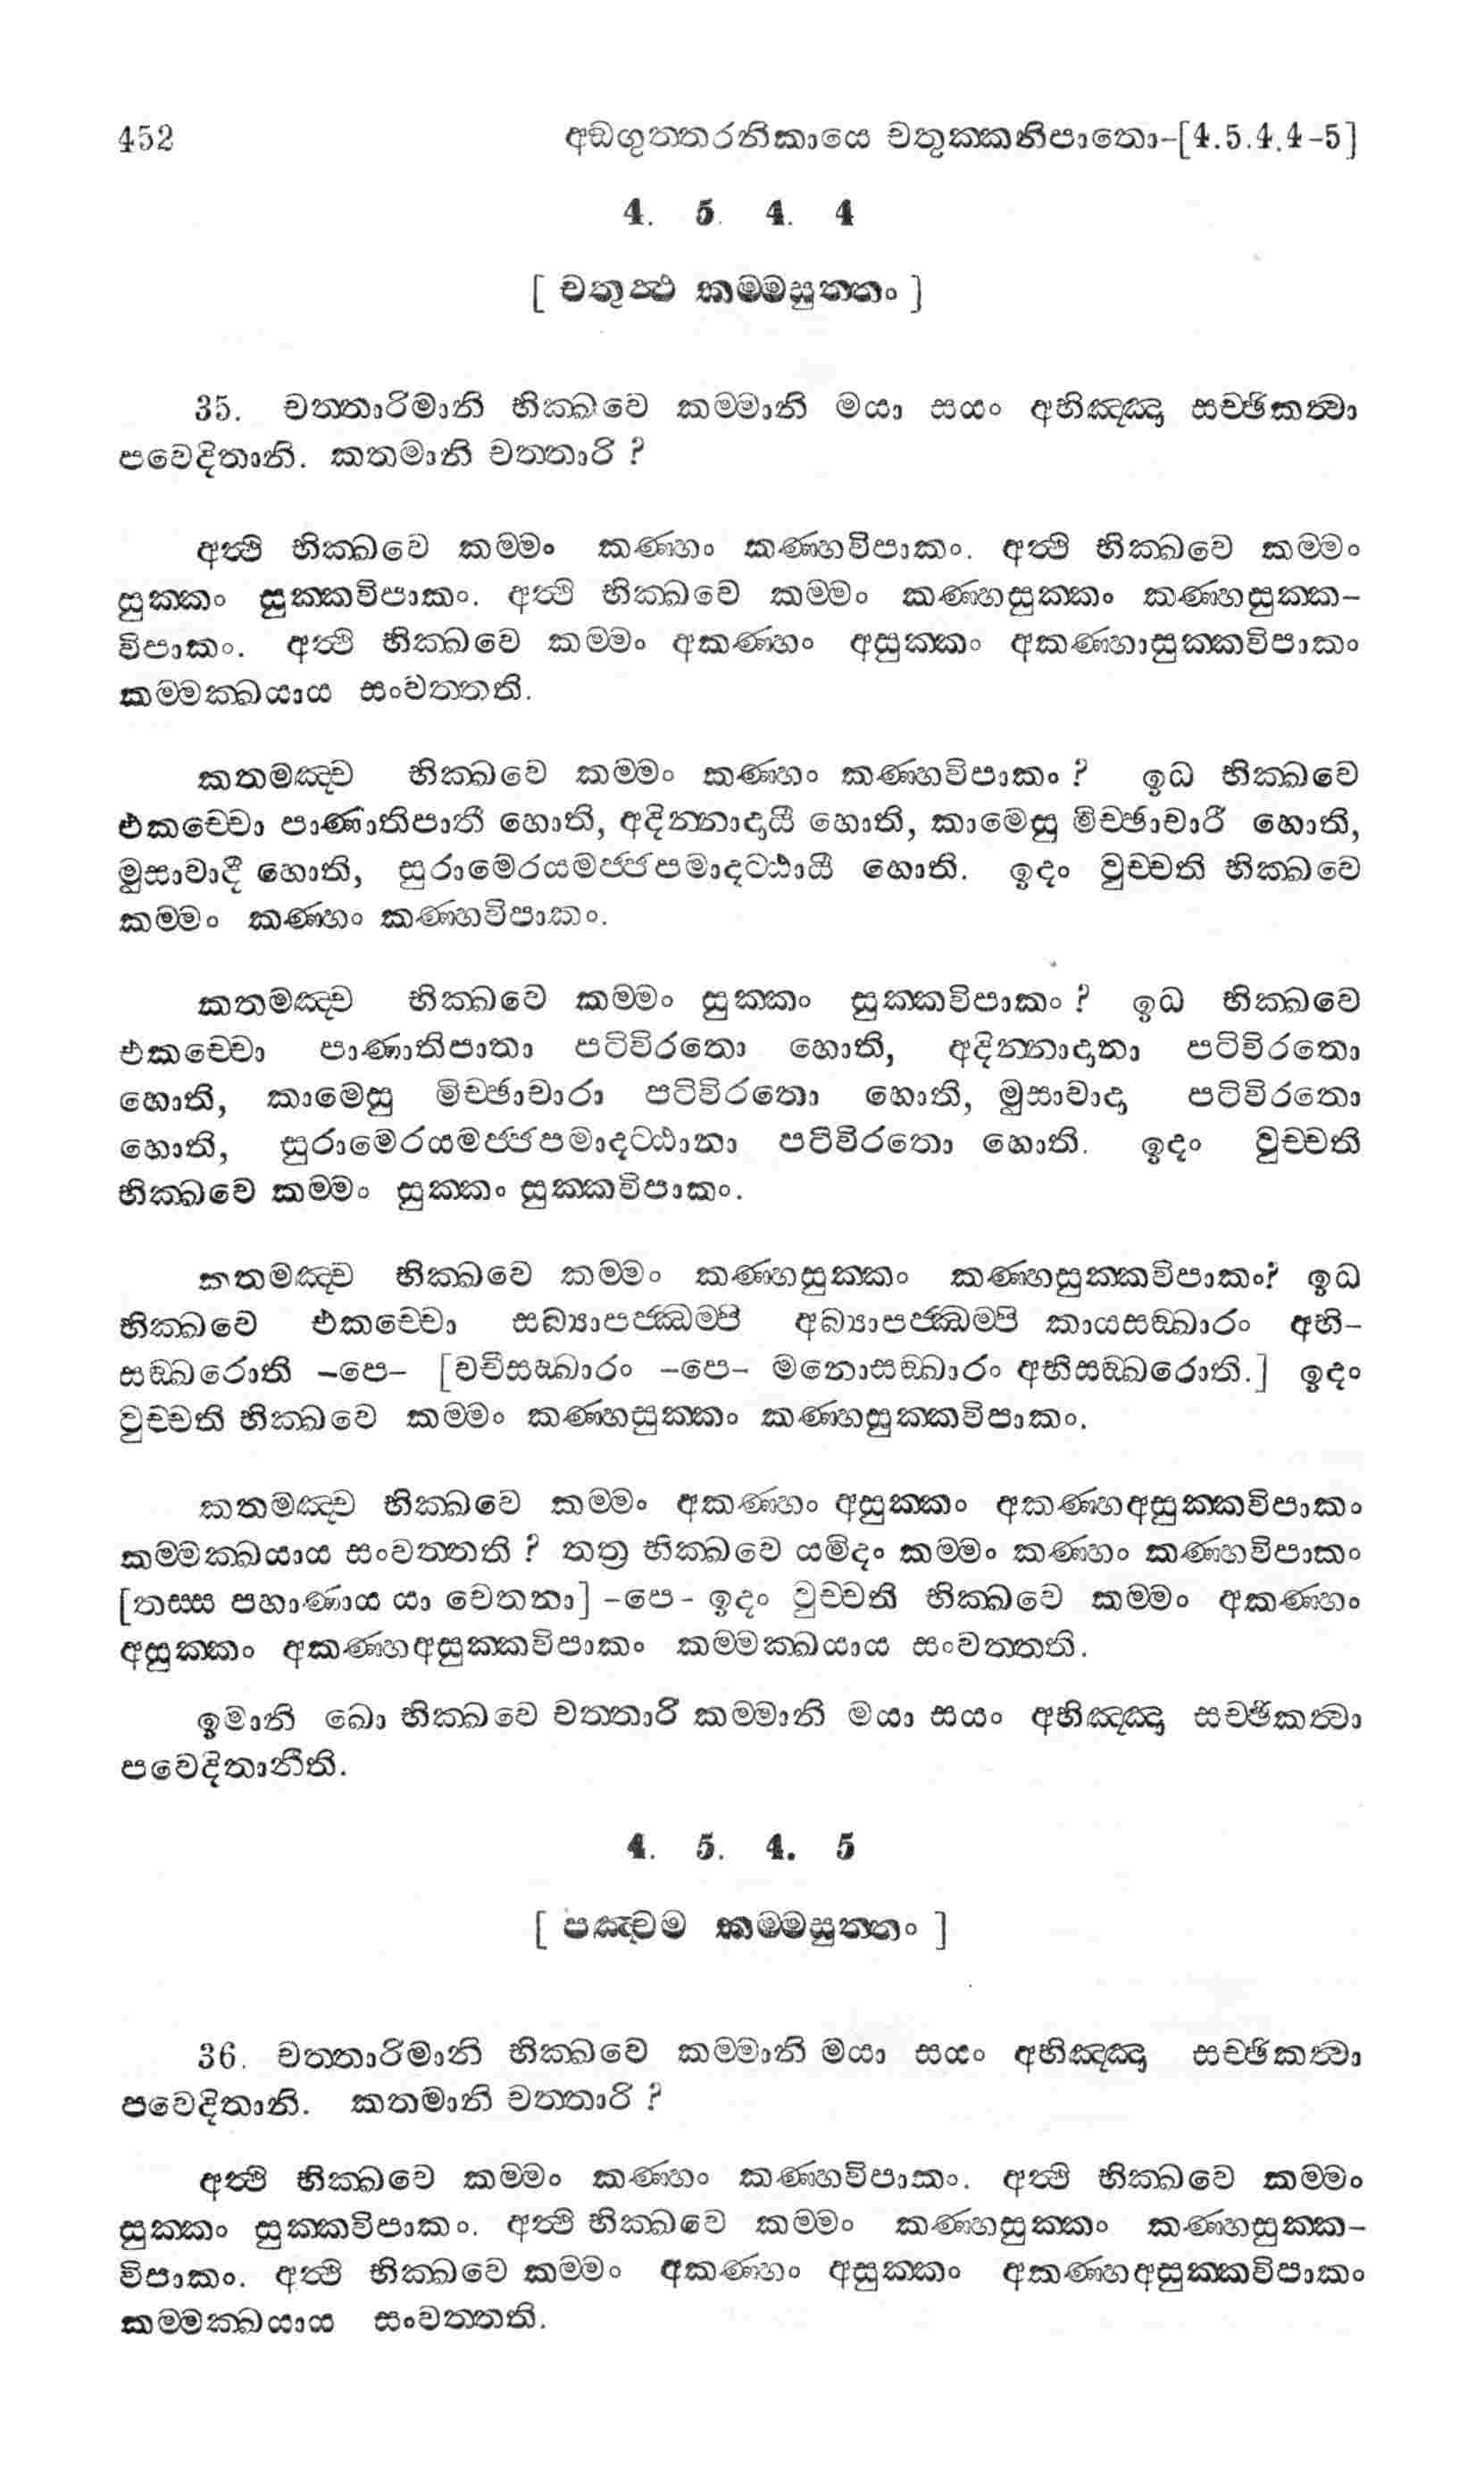 452 අඞගුත්තරනිකායෙ චතුක්කනිපාතො-[4.5.4.4-5]
4. 5. 4. 4
[ චතුත්ථ කම්මසුත්තං ]
35. චත්තාරිමානි භික්ඛවෙ කම්මානි මයා සයං අභිඤ්ඤා සච්ඡිකත්වා
පවෙදිතානි. කතමානි චත්තාරි ?
අත්ථි භික්ඛවෙ කම්මං කණ්හං කණ්හවිපාකං. අත්ථි භික්ඛවෙ කම්මං
සුක්කං සුක්කවිපාකං. අත්ථි භික්ඛවෙ කම්මං කණ්හසුක්කං කණ්හසුක්ක-
විපාකං. අත්ථි භික්ඛවෙ කම්මං අකණ්හං අසුක්කං අකණ්හාසුක්කවිපාකං
කම්මක්ඛයාය සංවත්තති.
කතමඤ්ච භික්ඛවෙ කම්මං කණ්හං කණ්හවිපාකං ? ඉධ භික්ඛවෙ
එකච්චො පාණාතිපාතී හොති, අදින්නාදායී හොති, කාමෙසු මිච්ඡාචාරී හොති,
මුසාවාදී හොති, සුරාමෙරයමජ්ජපමාදට්ඨායී හොති. ඉදං වුච්චති භික්ඛවෙ
කම්මං කණ්හං කණ්හවිපාකං.
කතමඤ්ච භික්ඛවෙ කම්මං සුක්කං සුක්කවිපාකං ? ඉධ භික්ඛවෙ
එකච්චො පාණාතිපාතා පටිවිරතො හොති, අදින්නාදානා පටිවිරතො
හොති, කාමෙසු මිච්ඡාචාරා පටිවිරතො හොති, මුසාවාදා පටිවිරතො
හොති, සුරාමෙරයමජ්ජපමාදට්ඨානා පටිවිරතො හොති. ඉදං වුච්චති
භික්ඛවෙ කම්මං සුක්කං සුක්කවිපාකං.
කතමඤ්ච භික්ඛවෙ කම්මං කණ්හසුක්කං කණ්හසුක්කවිපාකං? ඉධ
භික්ඛවෙ එකච්චො සබ්‍යාපජ්ඣම්පි අබ්‍යාපජ්ඣම්පි කායසඞ්ඛාරං අභි-
සඞ්ඛරොති -පෙ- [වචීසඞ්ඛාරං -පෙ- මනොසඞ්ඛාරං අභිසඞ්ඛරොති.] ඉදං
වුච්චති භික්ඛවෙ කම්මං කණ්හසුක්කං කණ්හසුක්කවිපාකං.
කතමඤ්ච භික්ඛවෙ කම්මං අකණ්හං අසුක්කං අකණ්හඅසුක්කවිපාකං
කම්මක්ඛයාය සංවත්තති ? තත්‍ර භික්ඛවෙ යමිදං කම්මං කණ්හං කණ්හවිපාකං
[තස්ස පහාණාය යා චෙතනා] -පෙ- ඉදං වුච්චති භික්ඛවෙ කම්මං අකණ්හං
අසුක්කං අකණ්හඅසුක්කවිපාකං කම්මක්ඛයාය සංවත්තති.
ඉමානි ඛො භික්ඛවෙ චත්තාරි කම්මානි මයා සයං අභිඤ්ඤා සච්ඡිකත්වා
පවෙදිතානීති.
4. 5. 4. 5
[ පඤ්චම කම්මසුත්තං ]
36. චත්තාරිමානි භික්ඛවෙ කම්මානි මයා සයං අභිඤ්ඤා සච්ඡිකත්වා
පවෙදිතානි. කතමානි චත්තාරි ?
අත්ථි භික්ඛවෙ කම්මං කණ්හං කණ්හවිපාකං. අත්ථි භික්ඛවෙ කම්මං
සුක්කං සුක්කවිපාකං. අත්ථි භික්ඛවෙ කම්මං කණ්හසුක්කං කණ්හසුක්ක-
විපාකං. අත්ථි භික්ඛවෙ කම්මං අකණ්හං අසුක්කං අකණ්හඅසුක්කවිපාකං
කම්මක්ඛයාය සංවත්තති.